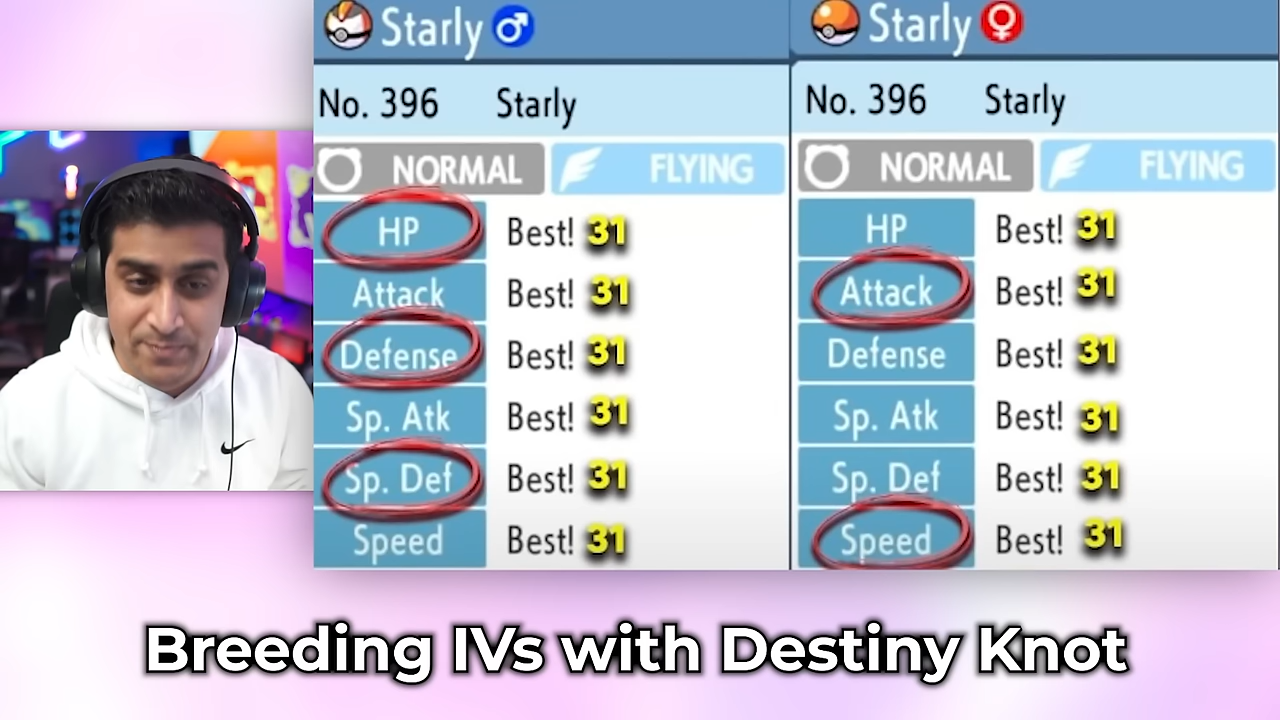 Starly
No. 396 Starly
NORMAL FLYING
HP Best! 31
Attack Best! 31
Defense Best! 31
Sp. Atk Best! 31
Sp. Def Best! 31
Speed Best! 31
Starly
No. 396 Starly
NORMAL FLYING
HP Best! 31
Attack Best! 31
Defense Best! 31
Sp. Atk Best! 31
Sp. Def Best! 31
Speed Best! 31
Breeding IVs with Destiny Knot